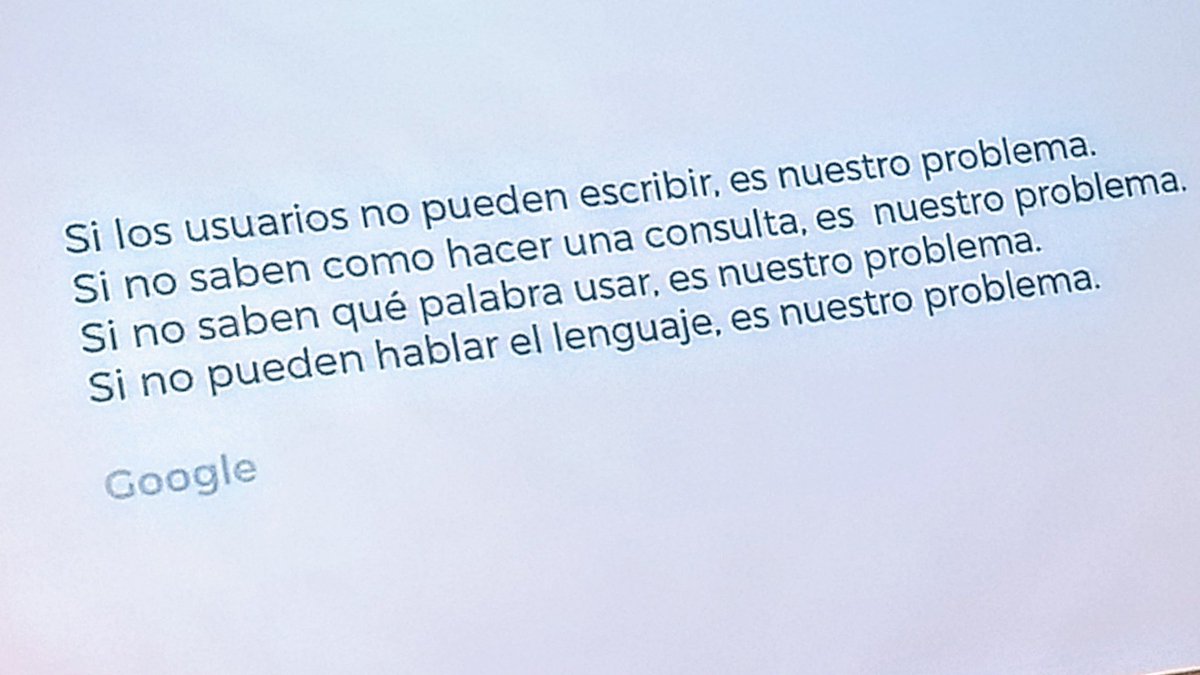 Si los usuarios no pueden escribir, es nuestro problema.
Si no saben como hacer una consulta, es nuestro problema.
Si no saben qué palabra usar, es nuestro problema.
Si no pueden hablar el lenguaje, es nuestro problema.
Google